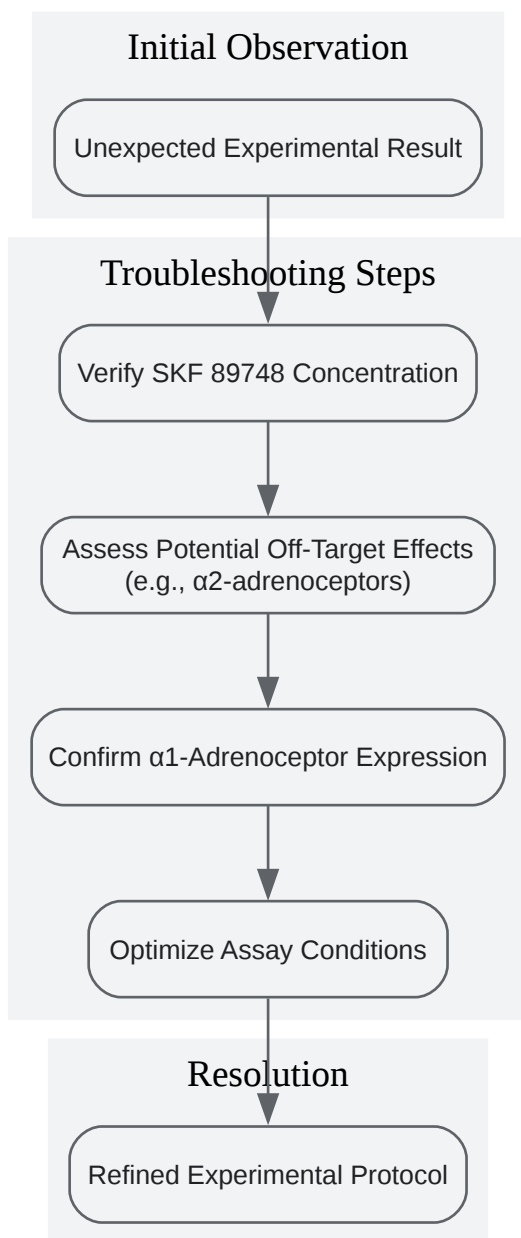 Initial Observation
Unexpected Experimental Result
Troubleshooting Steps
Verify SKF 89748 Concentration
Assess Potential Off-Target Effects
(e.g., α2-adrenoceptors)
Confirm α1-Adrenoceptor Expression
Optimize Assay Conditions
Resolution
Refined Experimental Protocol